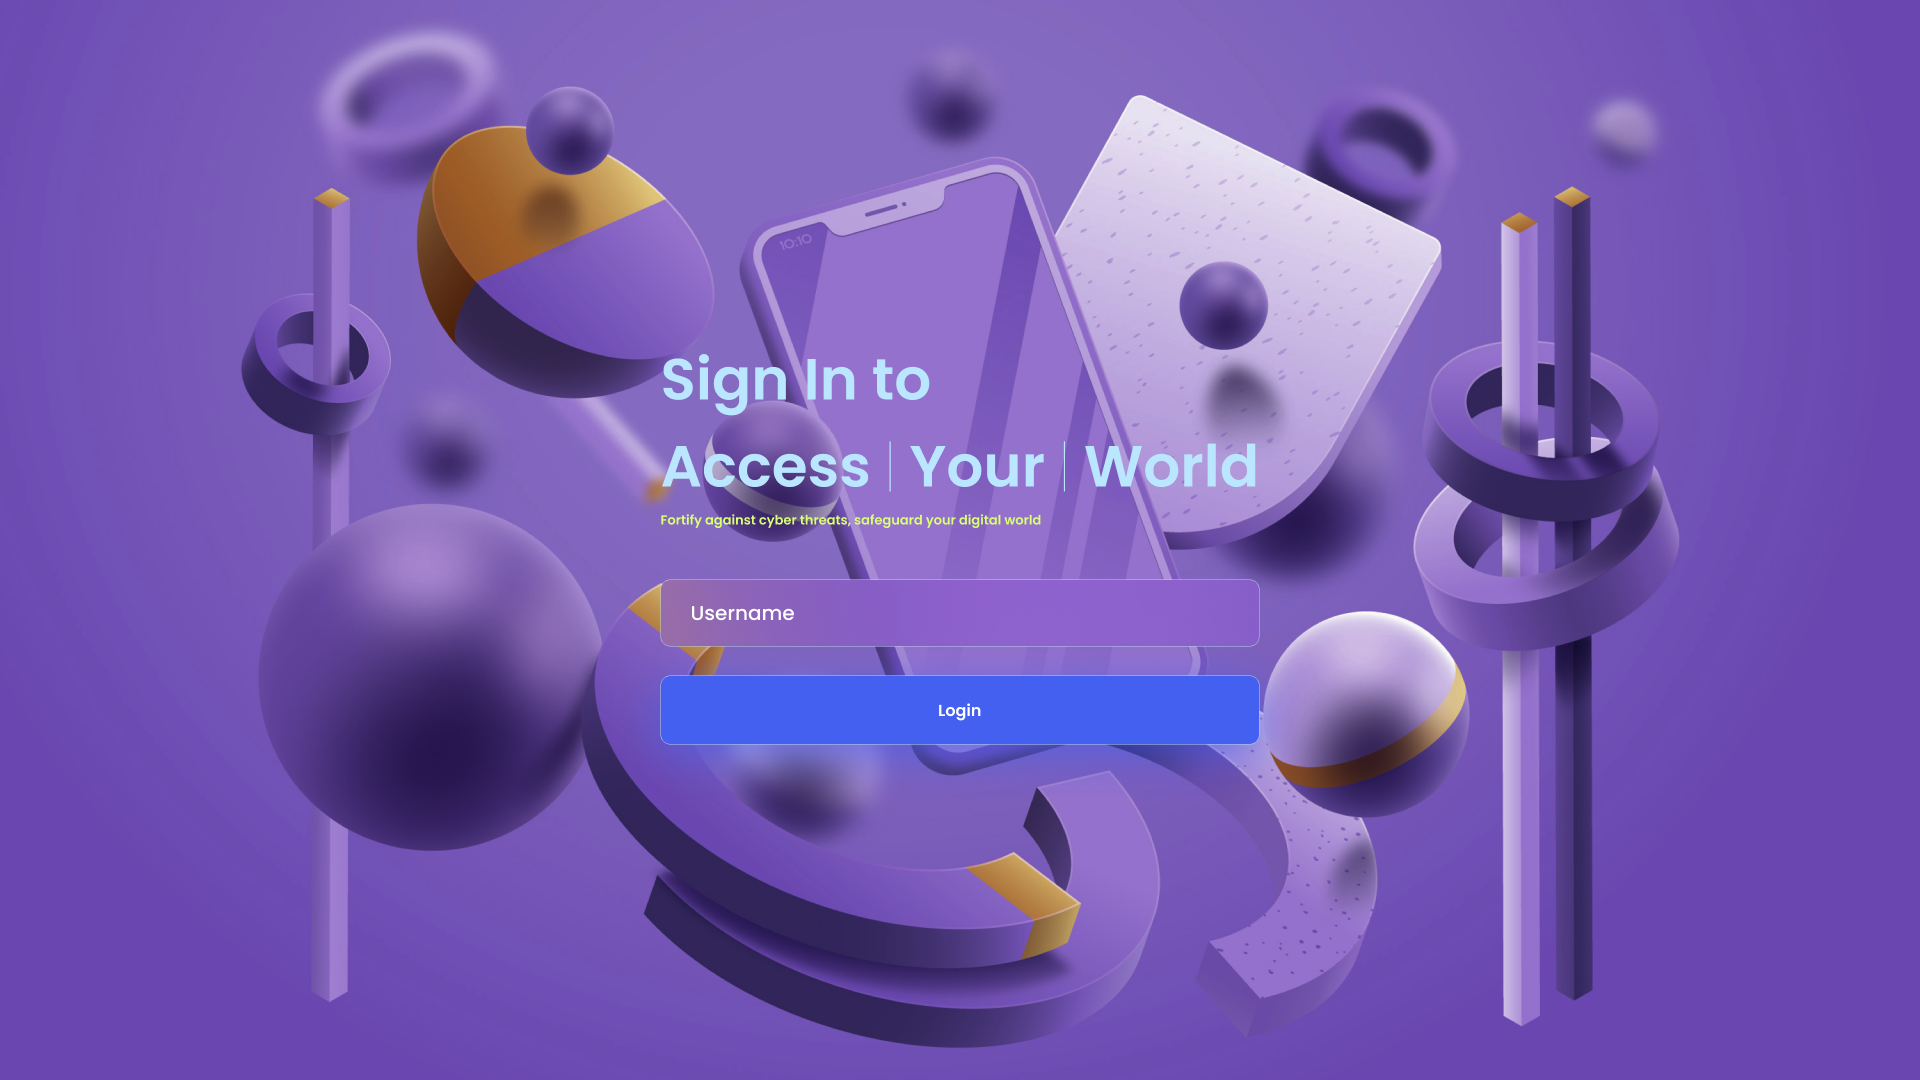 10:10
Sign In to
Access | Your | World
Fortify against cyber threats, safeguard your digital world
Username
Login